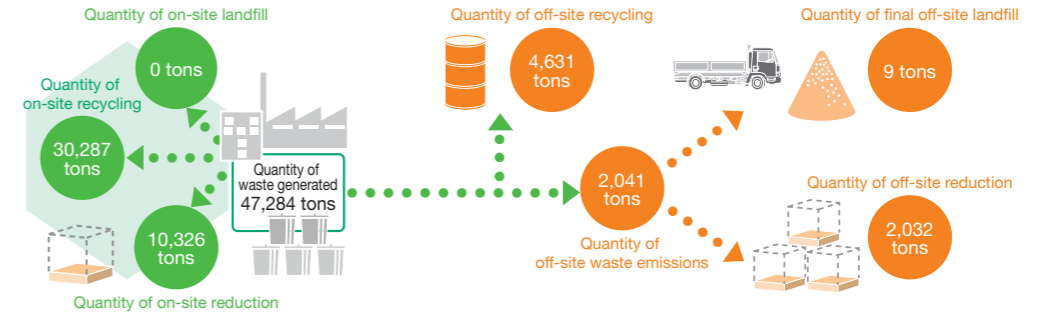 Quantity of on-site landfill
0 tons
Quantity of
on-site recycling
30,287
tons
10,326
tons
Quantity of on-site reduction
Quantity of
waste generated
47,284 tons
Quantity of off-site recycling
4,631
tons
2,041
tons
Quantity of
off-site waste emissions
Quantity of final off-site landfill
9 tons
Quantity of off-site reduction
2,032
tons